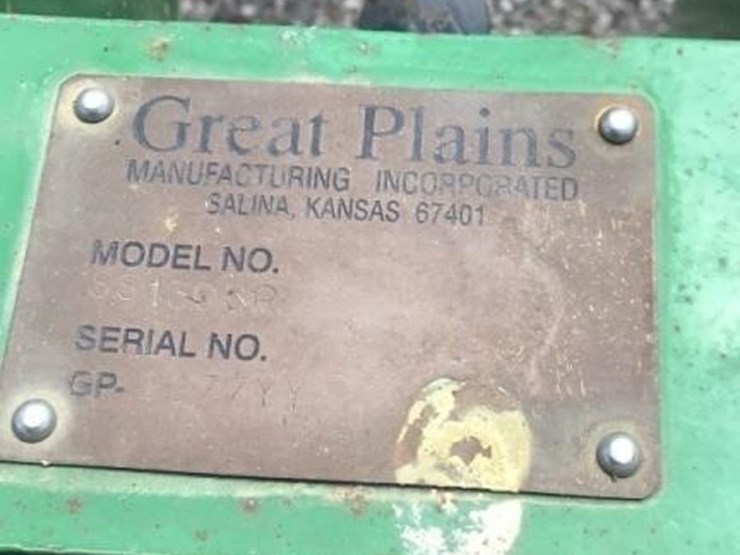 Great Plains
MANUFACTURING INCORPORATED
SALINA, KANSAS 67401
MODEL NO.
SERIAL NO.
GP-